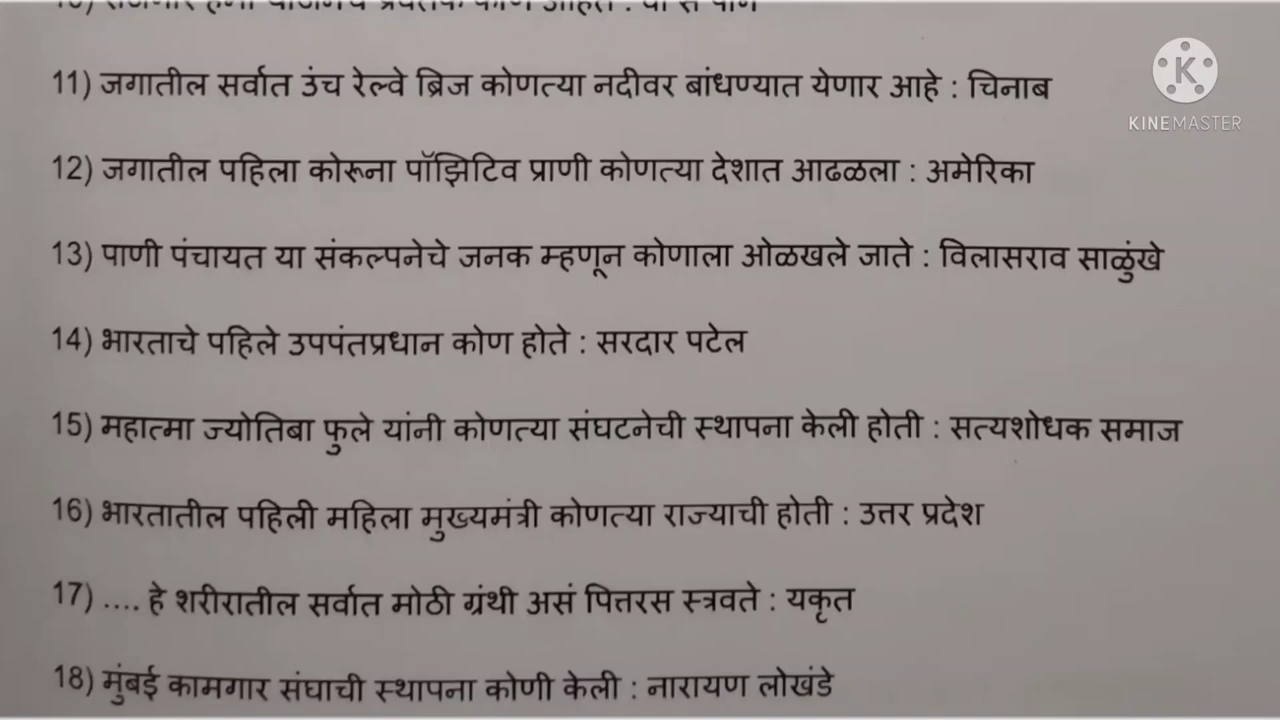 11) जगातील सर्वात उंच रेल्वे ब्रिज कोणत्या नदीवर बांधण्यात येणार आहे : चिनाब
K
KINEMASTER
12) जगातील पहिला कोरूना पॉझिटिव प्राणी कोणत्या देशात आढळला : अमेरिका
13) पाणी पंचायत या संकल्पनेचे जनक म्हणून कोणाला ओळखले जाते : विलासराव साळुंखे
14) भारताचे पहिले उपपंतप्रधान कोण होते : सरदार पटेल
15) महात्मा ज्योतिबा फुले यांनी कोणत्या संघटनेची स्थापना केली होती : सत्यशोधक समाज
16) भारतातील पहिली महिला मुख्यमंत्री कोणत्या राज्याची होती : उत्तर प्रदेश
17) .... हे शरीरातील सर्वात मोठी ग्रंथी असं पित्तरस स्त्रवते : यकृत
18) मुंबई कामगार संघाची स्थापना कोणी केली : नारायण लोखंडे